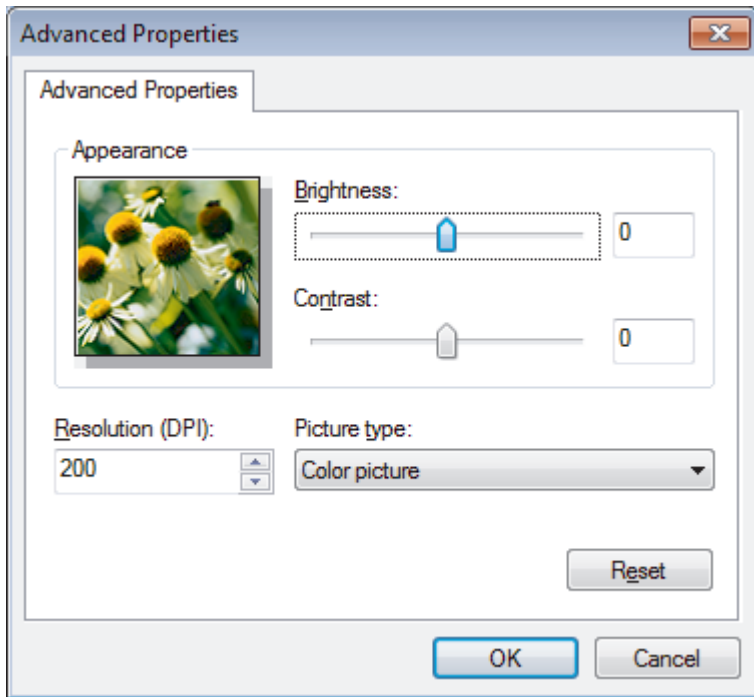 Advanced Properties
Advanced Properties
Appearance
Brightness:
0
Contrast:
0
Resolution (DPI):
200
Picture type:
Color picture
Reset
OK
Cancel